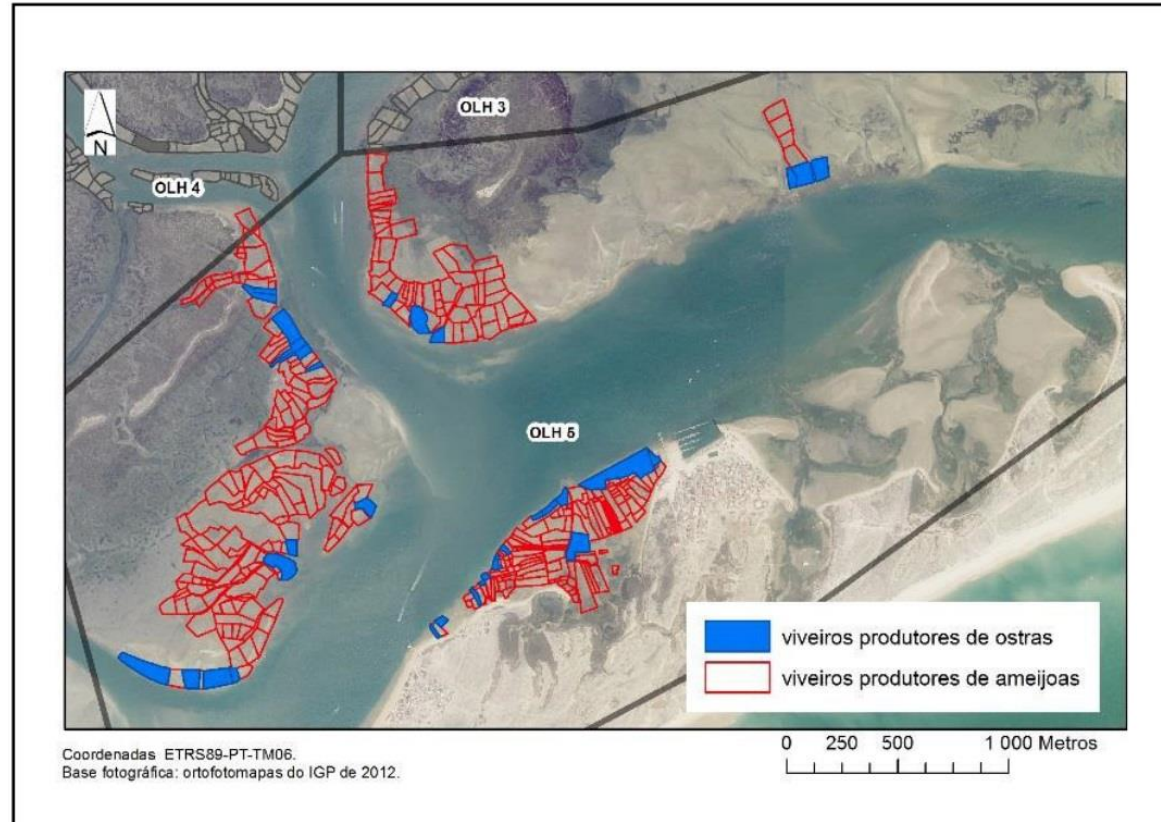 OLH 3
N
OLH 4
OLH 5
viveiros produtores de ostras
viveiros produtores de ameijoas
Coordenadas ETRS89-PT-TM06.
Base fotográfica: ortofotomapas do IGP de 2012.
0 250 500 1 000 Metros